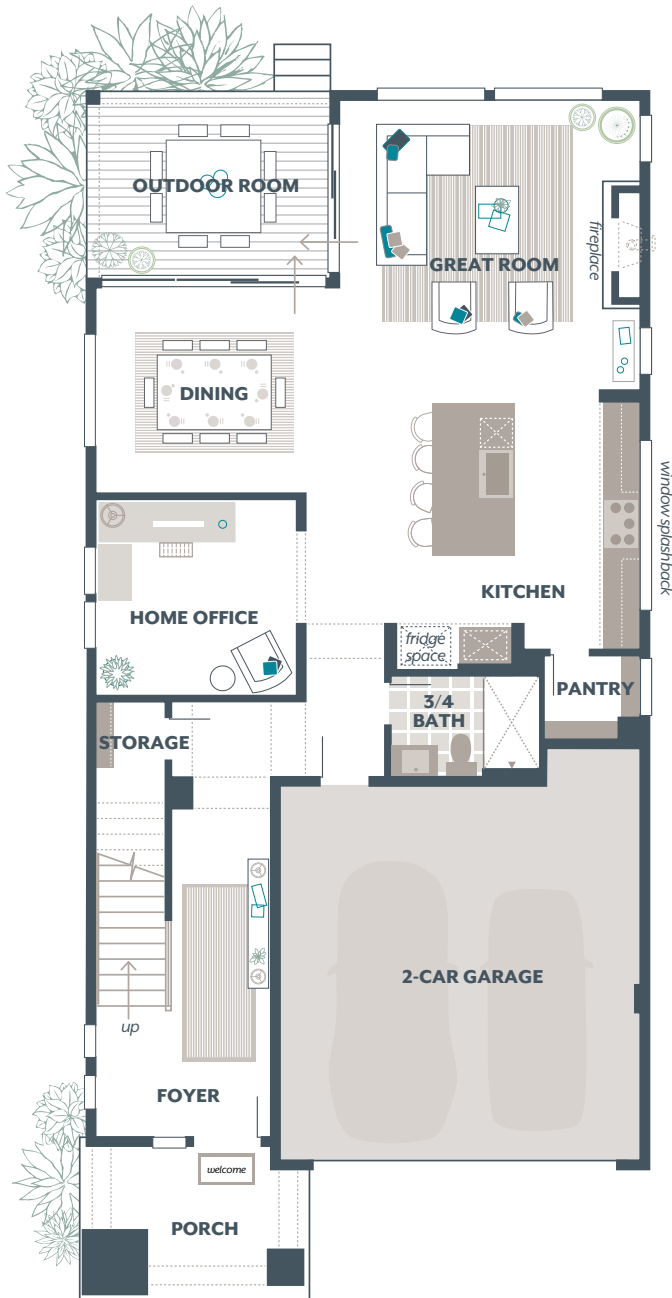 OUTDOOR ROOM
GREAT ROOM
fireplace
DINING
window splashback
KITCHEN
HOME OFFICE
fridge
space
3/4
BATH
PANTRY
STORAGE
2-CAR GARAGE
up
FOYER
welcome
PORCH